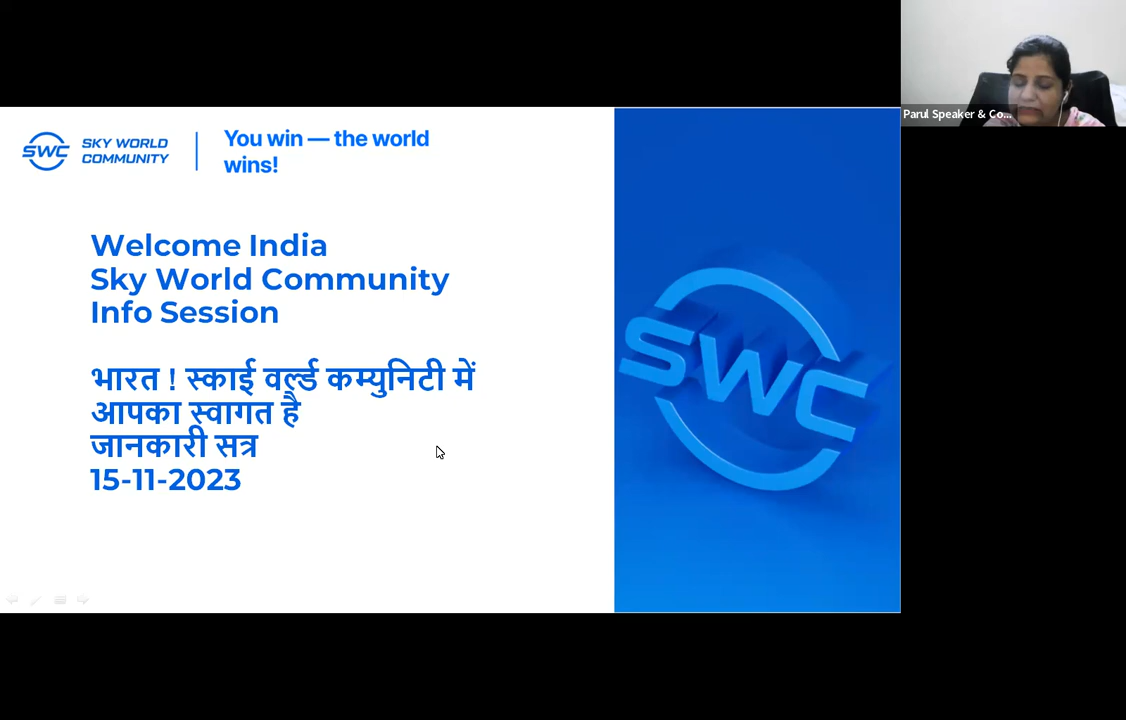 SWC
SKY WORLD
COMMUNITY
You win — the world
wins!
Welcome India
Sky World Community
Info Session
भारत ! स्काई वर्ल्ड कम्युनिटी में
आपका स्वागत है
जानकारी सत्र
15-11-2023
SWC
Parul Speaker & Co...